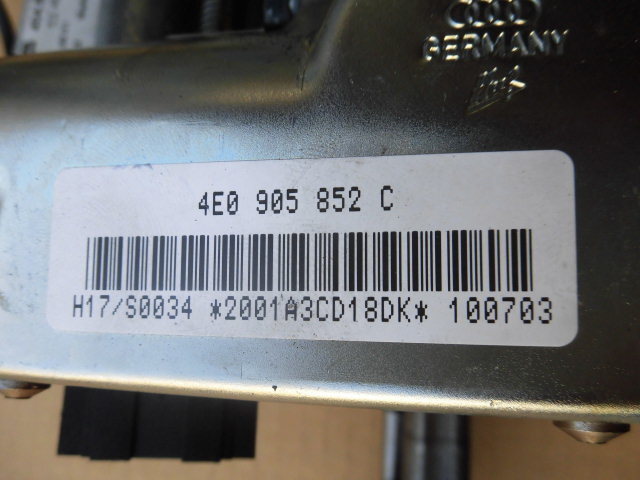 GERMANY
4E0 905 852 C
H17/S0034 *2001A3CD18DK* 100703